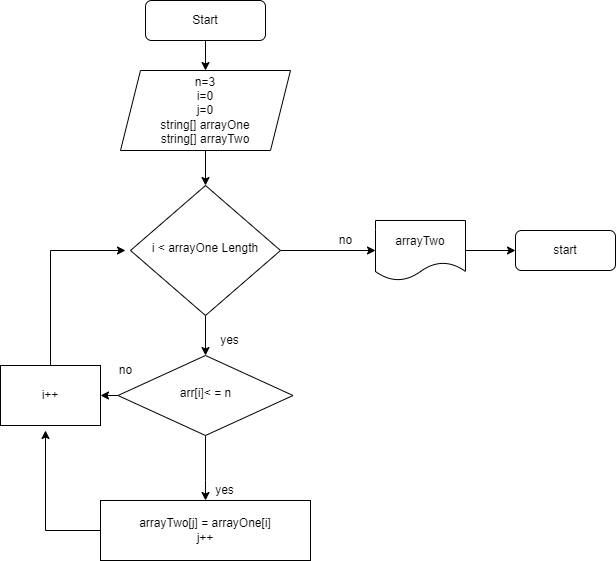 Start
n=3
i=0
j=0
string[] arrayOne
string[] arrayTwo
i < arrayOne Length
no
arrayTwo
start
yes
no
arr[i]< = n
i++
yes
arrayTwo[j] = arrayOne[i]
j++